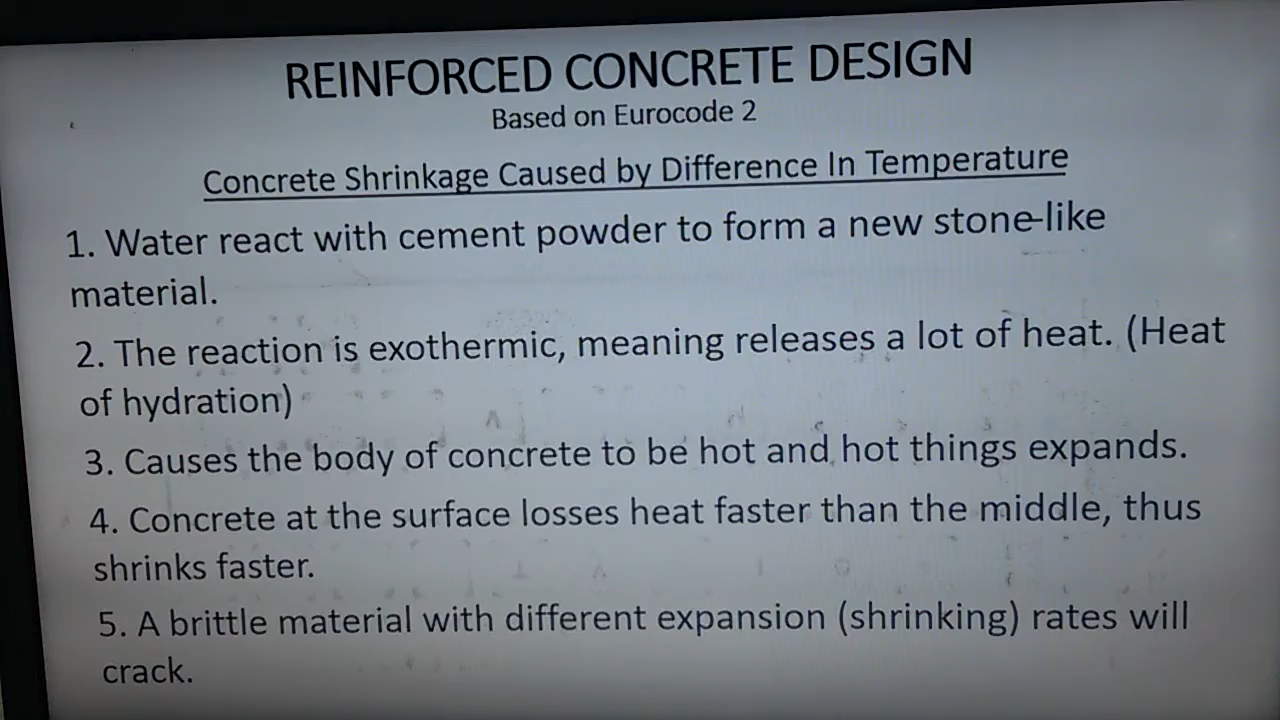 REINFORCED CONCRETE DESIGN
Based on Eurocode 2
Concrete Shrinkage Caused by Difference In Temperature
1. Water react with cement powder to form a new stone-like
material.
2. The reaction is exothermic, meaning releases a lot of heat. (Heat
of hydration)
3. Causes the body of concrete to be hot and hot things expands.
4. Concrete at the surface losses heat faster than the middle, thus
shrinks faster.
5. A brittle material with different expansion (shrinking) rates will
crack.